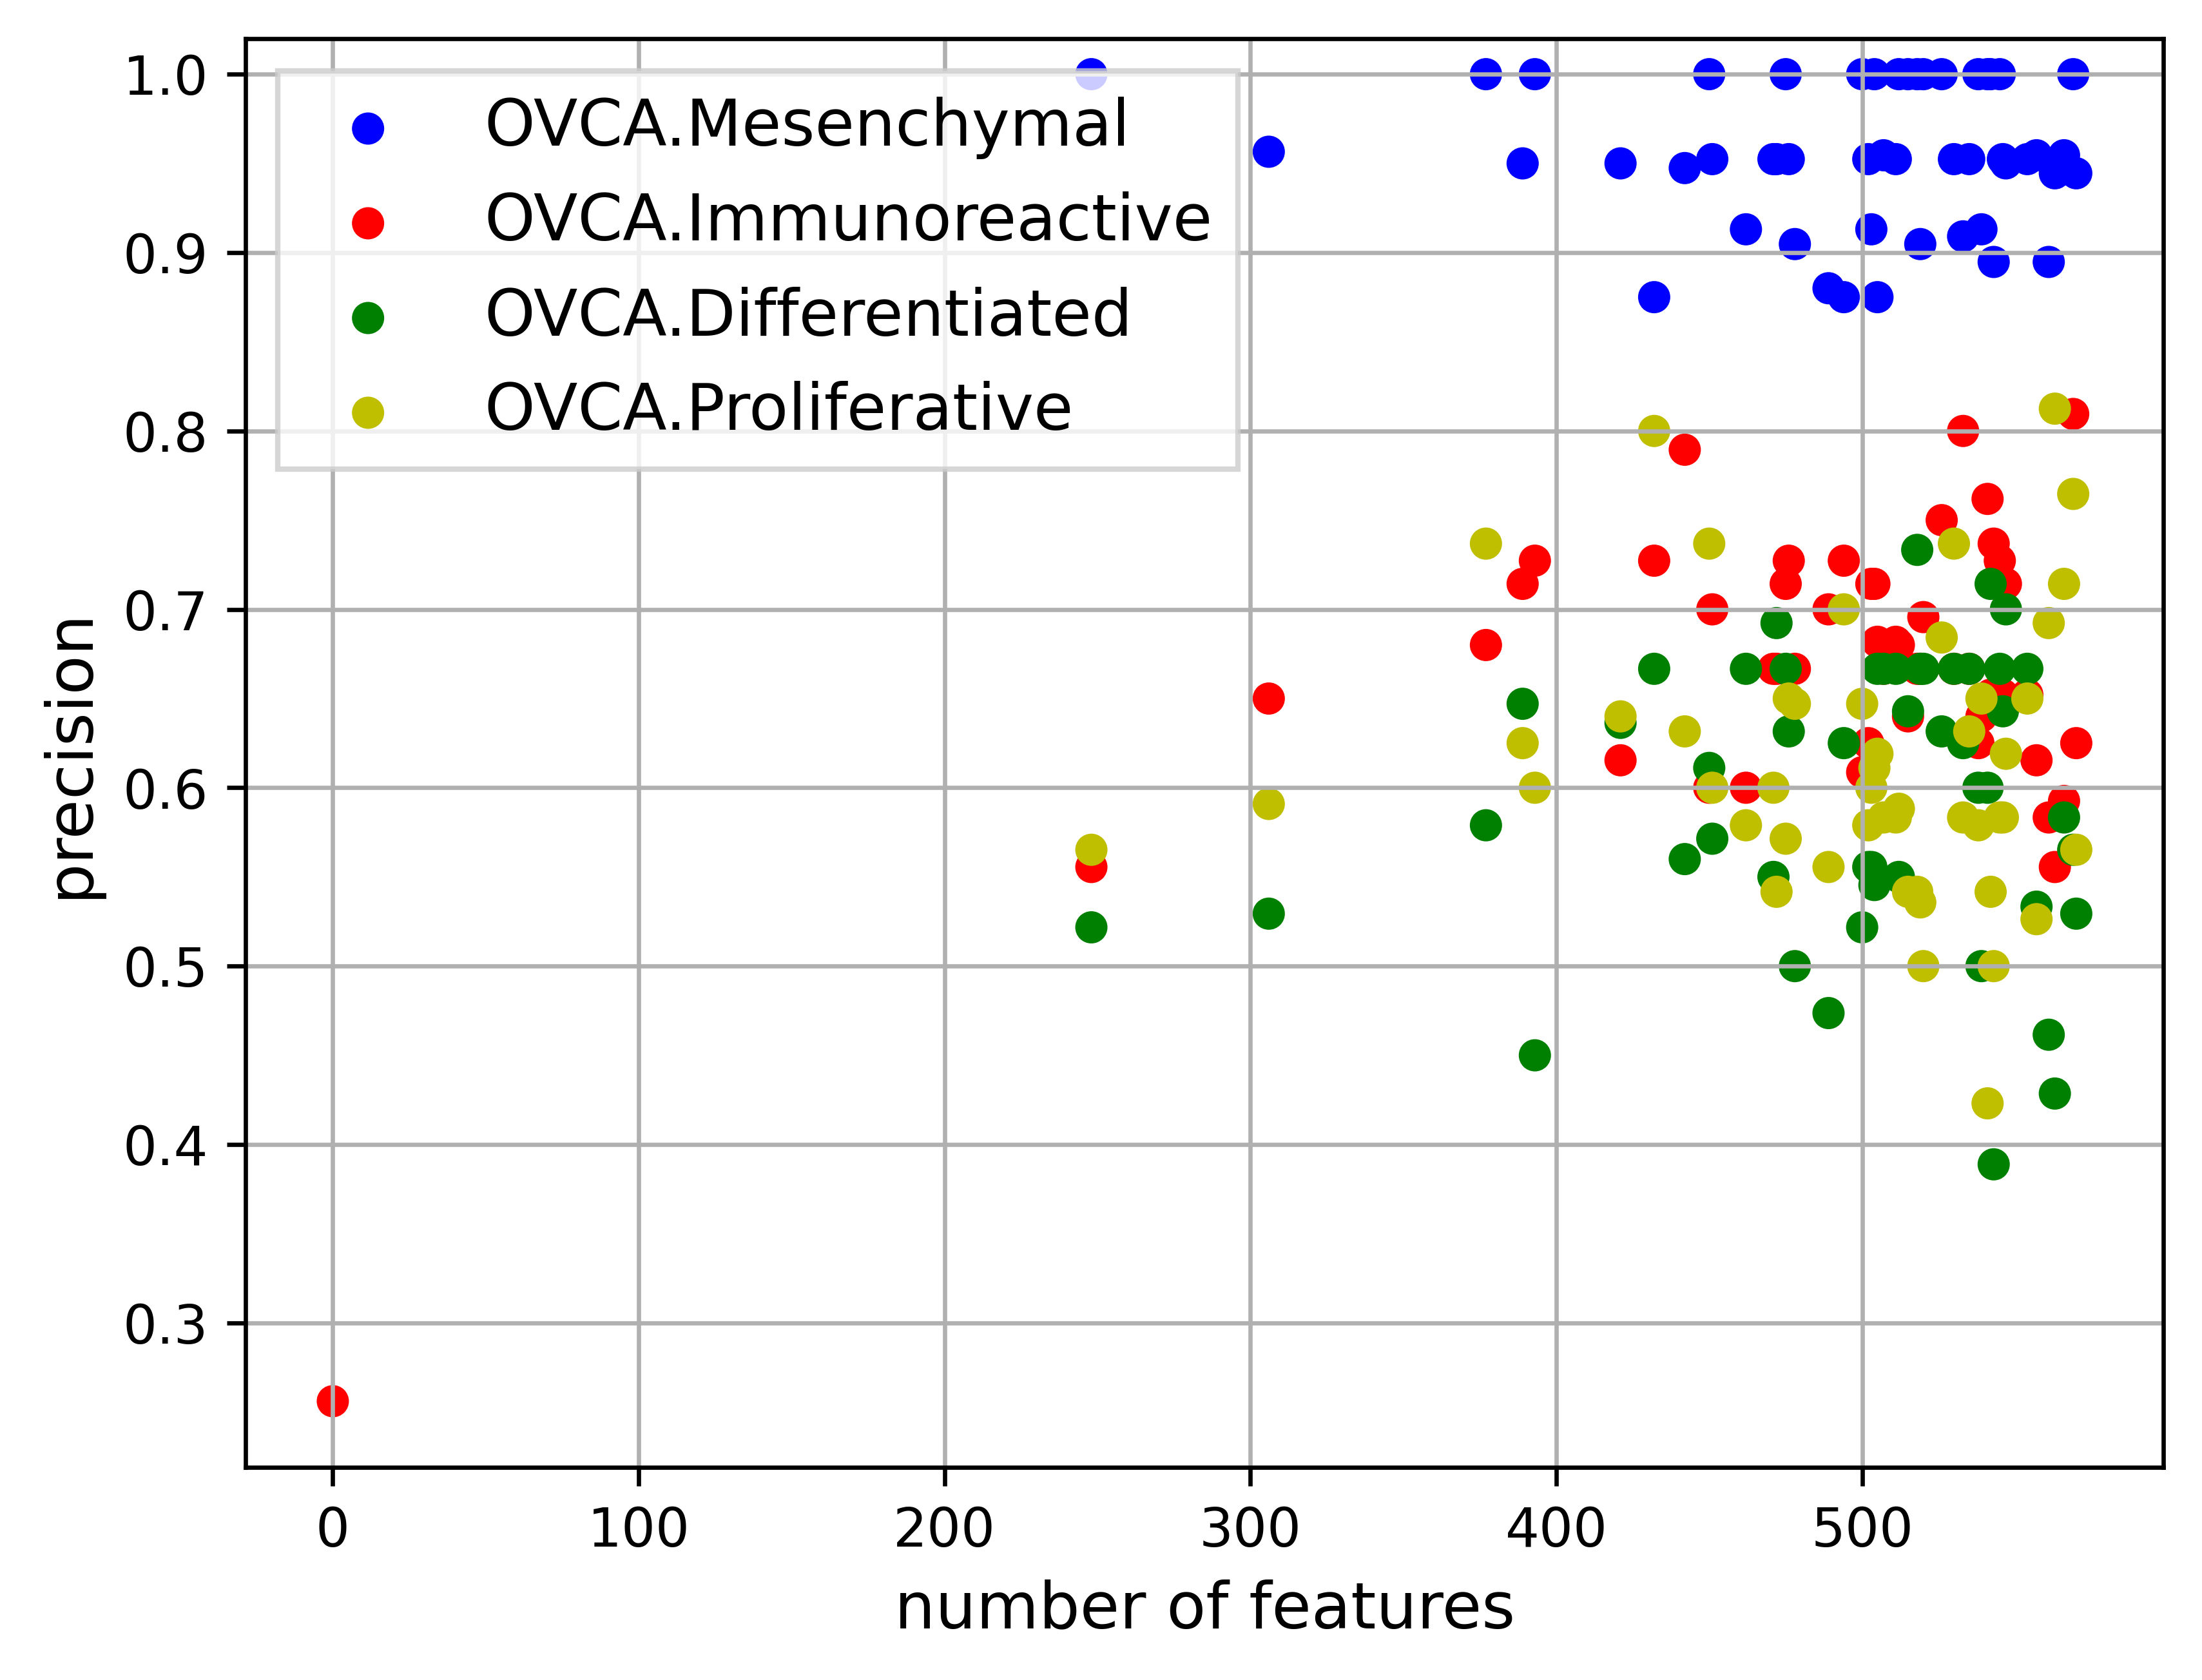 1.0
0.9
0.8
0.7
0.6
0.5
0.4
0.3
precision
OVCA.Mesenchymal
OVCA.Immunoreactive
OVCA.Differentiated
OVCA.Proliferative
0 100 200 300 400 500
number of features